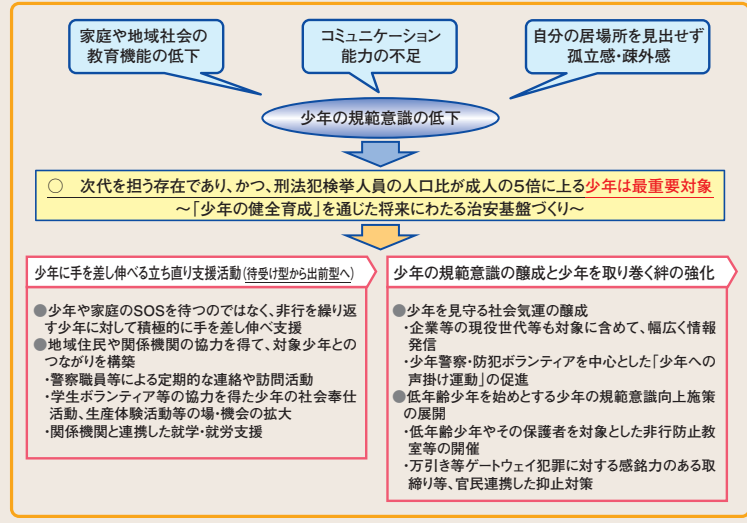 家庭や地域社会の
教育機能の低下
コミュニケーション
能力の不足
自分の居場所を見出せず
孤立感・疎外感
少年の規範意識の低下
○　次代を担う存在であり、かつ、刑法犯検挙人員の人口比が成人の5倍に上る少年は最重要対象
～「少年の健全育成」を通じた将来にわたる治安基盤づくり～
少年に手を差し伸べる立ち直り支援活動(待受け型から出前型へ)
●少年や家庭のSOSを待つのではなく、非行を繰り返
す少年に対して積極的に手を差し伸べ支援
●地域住民や関係機関の協力を得て、対象少年との
つながりを構築
・警察職員等による定期的な連絡や訪問活動
・学生ボランティア等の協力を得た少年の社会奉仕
活動、生産体験活動等の場・機会の拡大
・関係機関と連携した就学・就労支援
少年の規範意識の醸成と少年を取り巻く絆の強化
●少年を見守る社会気運の醸成
・企業等の現役世代等も対象に含めて、幅広く情報
発信
・少年警察・防犯ボランティアを中心とした「少年への
声掛け運動」の促進
●低年齢少年を始めとする少年の規範意識向上施策
の展開
・低年齢少年やその保護者を対象とした非行防止教
室等の開催
・万引き等ゲートウェイ犯罪に対する感銘力のある取
締り等、官民連携した抑止対策